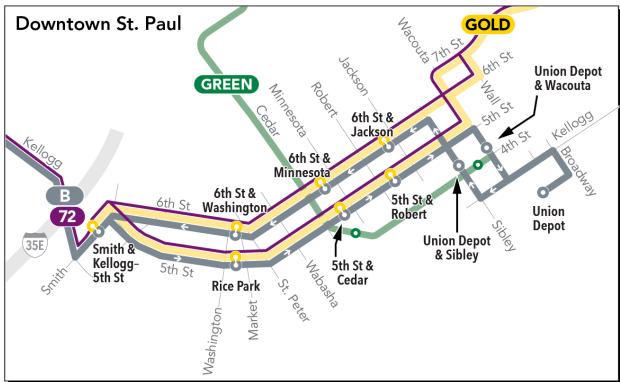 Downtown St. Paul
GOLD
Wacouta
7th St
6th St
Wall
5th St
4th St
Union Depot
& Wacouta
Kellogg
Broadway
GREEN
Cedar
Minnesota
Robert
Jackson
6th St &
Jackson
6th St &
Minnesota
6th St &
Washington
6th St
Kellogg
B
72
35E
Smith
Smith &
Kellogg–
5th St
5th St
Rice Park
Washington
Market
St. Peter
Wabasha
5th St &
Cedar
5th St &
Robert
Union Depot
& Sibley
Sibley
Union
Depot